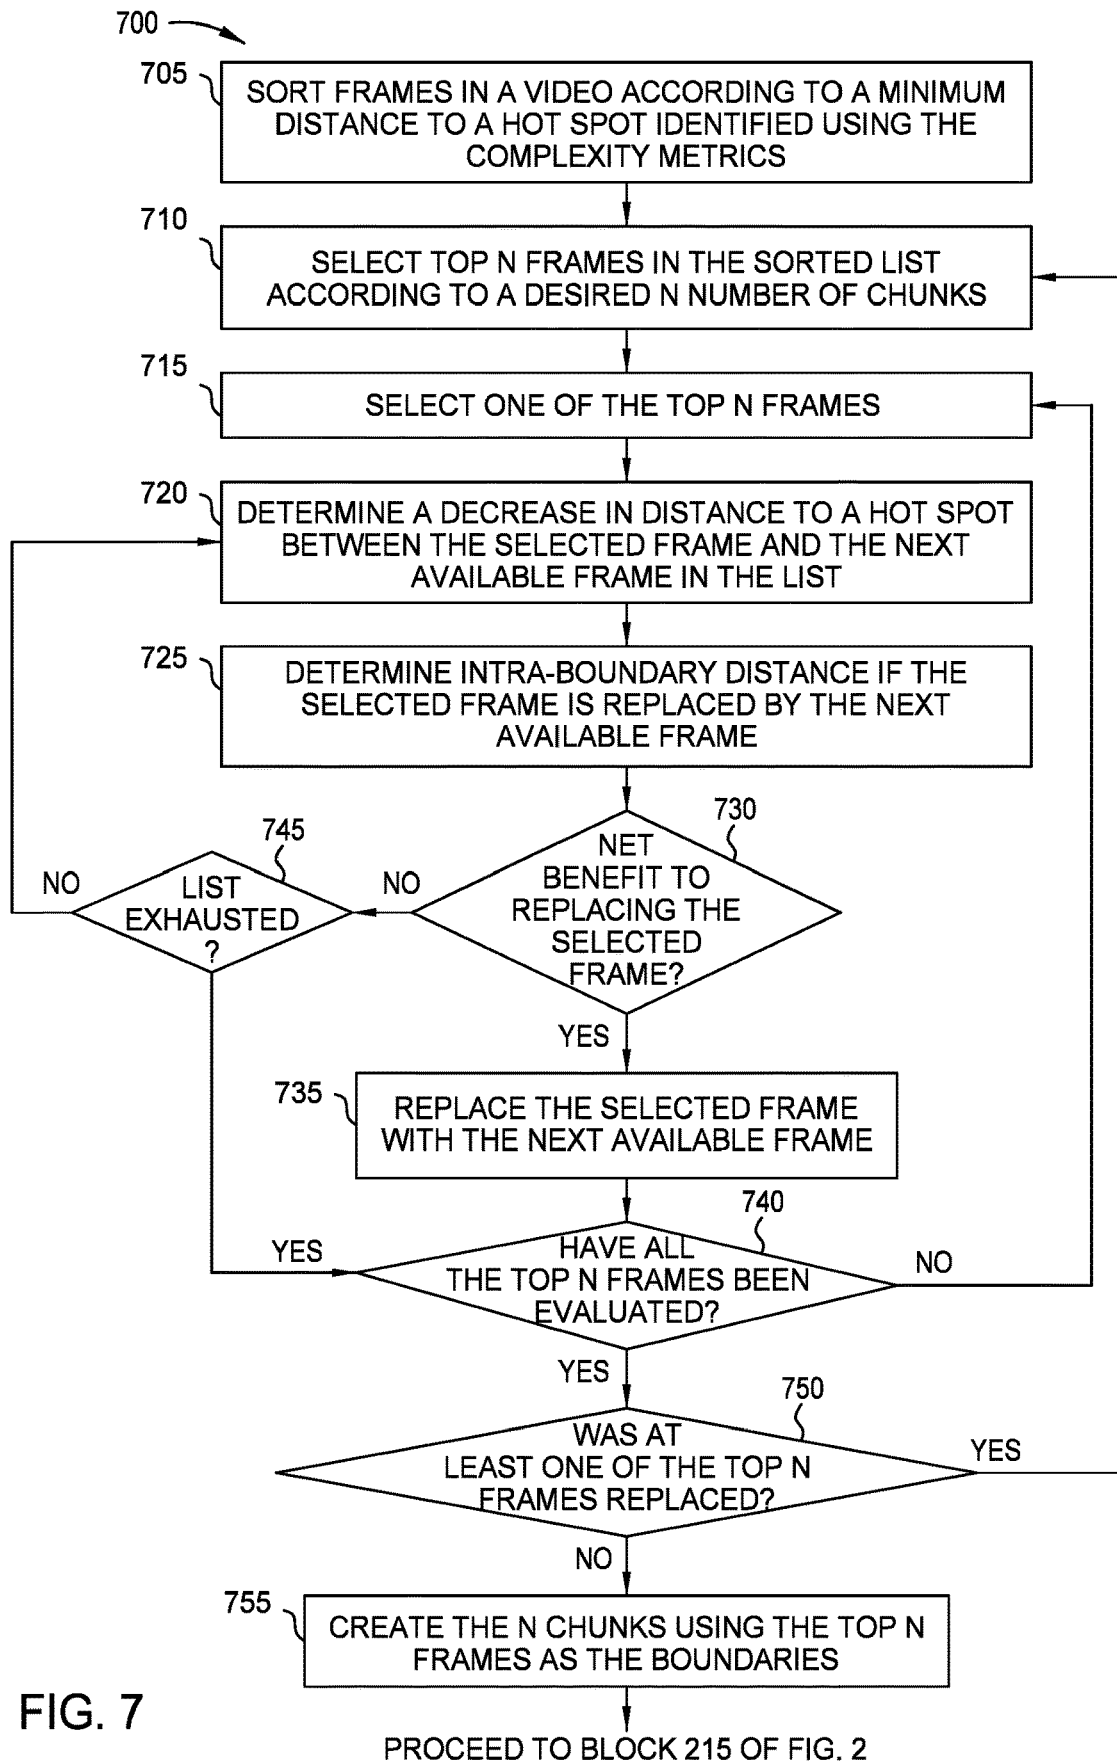 700
705
SORT FRAMES IN A VIDEO ACCORDING TO A MINIMUM
DISTANCE TO A HOT SPOT IDENTIFIED USING THE
COMPLEXITY METRICS
710
SELECT TOP N FRAMES IN THE SORTED LIST
ACCORDING TO A DESIRED N NUMBER OF CHUNKS
715
SELECT ONE OF THE TOP N FRAMES
720
DETERMINE A DECREASE IN DISTANCE TO A HOT SPOT
BETWEEN THE SELECTED FRAME AND THE NEXT
AVAILABLE FRAME IN THE LIST
725
DETERMINE INTRA-BOUNDARY DISTANCE IF THE
SELECTED FRAME IS REPLACED BY THE NEXT
AVAILABLE FRAME
730
NET
BENEFIT TO
REPLACING THE
SELECTED
FRAME?
NO
745
LIST
EXHAUSTED
?
NO
YES
YES
735
REPLACE THE SELECTED FRAME
WITH THE NEXT AVAILABLE FRAME
740
HAVE ALL
THE TOP N FRAMES BEEN
EVALUATED?
NO
YES
750
WAS AT
LEAST ONE OF THE TOP N
FRAMES REPLACED?
YES
NO
755
CREATE THE N CHUNKS USING THE TOP N
FRAMES AS THE BOUNDARIES
FIG. 7
PROCEED TO BLOCK 215 OF FIG. 2